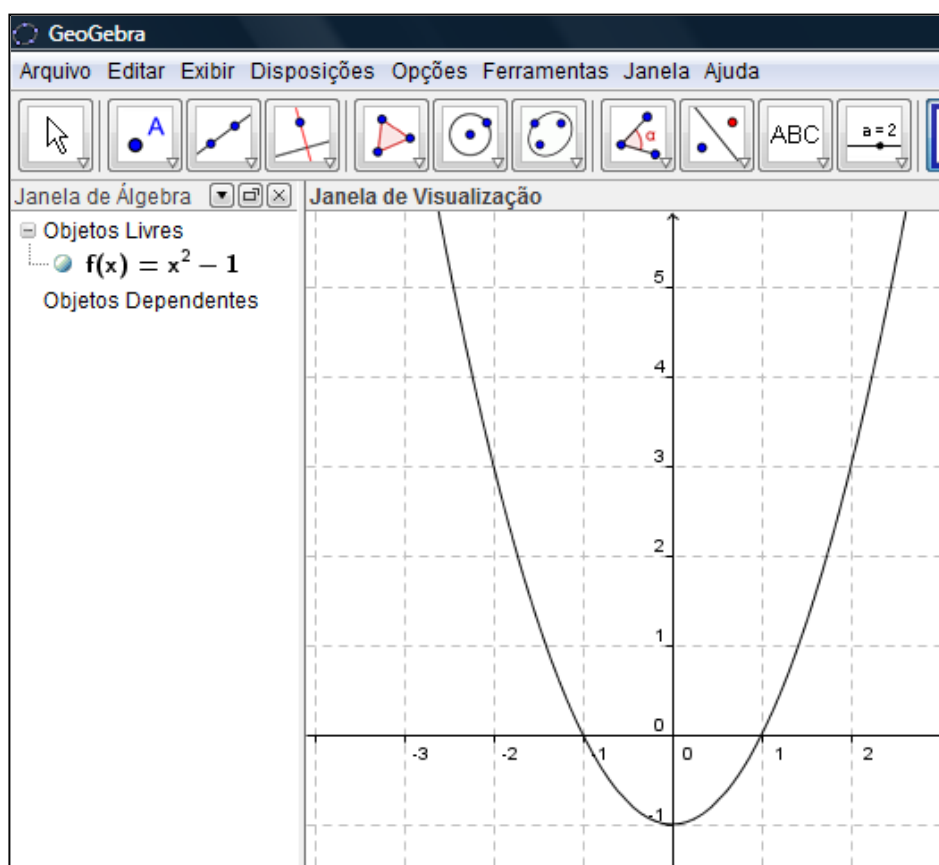 GeoGebra
Arquivo Editar Exibir Disposições Opções Ferramentas Janela Ajuda
A α ABC a = 2
Janela de Álgebra
Janela de Visualização
Objetos Livres
f(x) = x² − 1
Objetos Dependentes
5
4
3
2
1
0
-3 -2 -1 0 1 2
-1